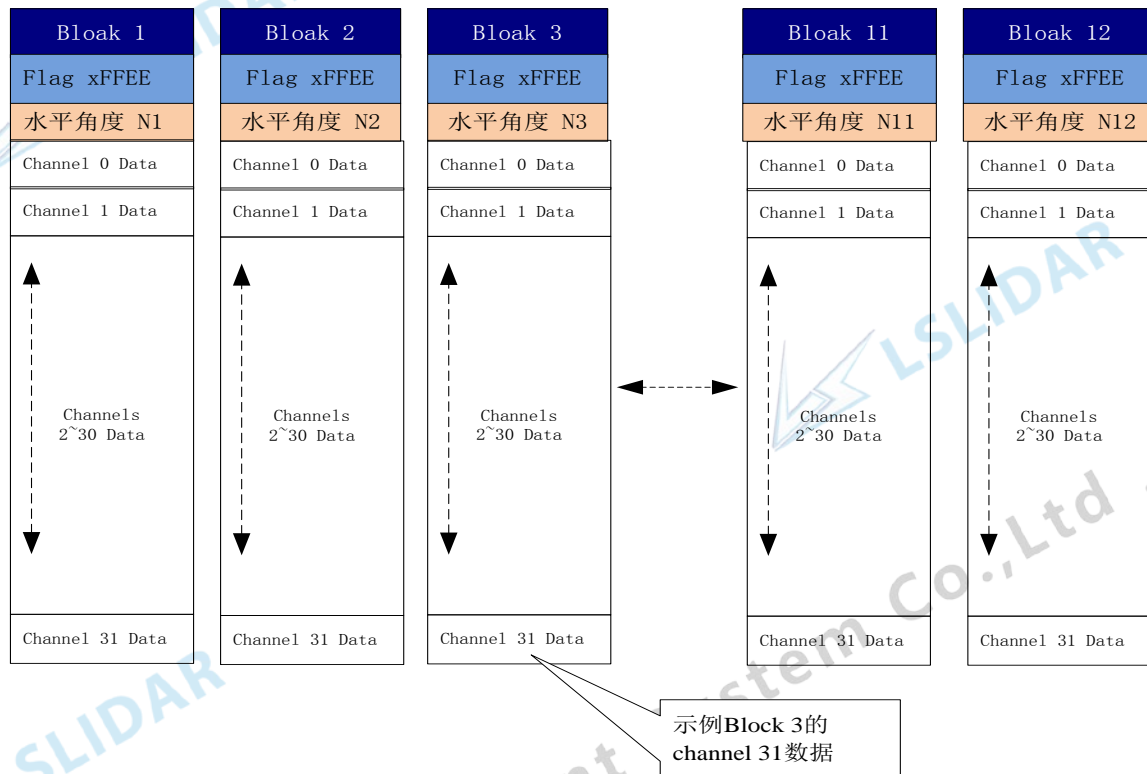 Bloak 1
Flag xFFEE
水平角度 N1
Channel 0 Data
Channel 1 Data
Channels
2~30 Data
Channel 31 Data
Bloak 2
Flag xFFEE
水平角度 N2
Channel 0 Data
Channel 1 Data
Channels
2~30 Data
Channel 31 Data
Bloak 3
Flag xFFEE
水平角度 N3
Channel 0 Data
Channel 1 Data
Channels
2~30 Data
Channel 31 Data
Bloak 11
Flag xFFEE
水平角度 N11
Channel 0 Data
Channel 1 Data
Channels
2~30 Data
Channel 31 Data
Bloak 12
Flag xFFEE
水平角度 N12
Channel 0 Data
Channel 1 Data
Channels
2~30 Data
Channel 31 Data
示例Block 3的
channel 31数据
LSLIDAR
SLIDAR
Co.,Ltd